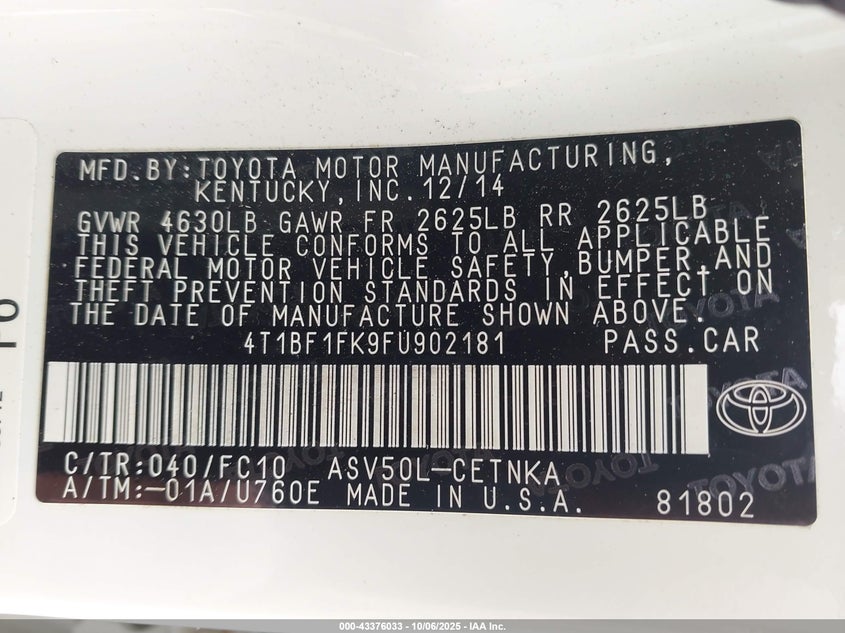 MFD.BY:TOYOTA MOTOR MANUFACTURING,
KENTUCKY,INC.12/14
GVWR 4630LB GAWR FR 2625LB RR 2625LB
THIS VEHICLE CONFORMS TO ALL APPLICABLE
FEDERAL MOTOR VEHICLE SAFETY,BUMPER,AND
THEFT PREVENTION STANDARDS IN EFFECT ON
THE DATE OF MANUFACTURE SHOWN ABOVE.
4T1BF1FK9FU902181 PASS.CAR
C/TR:040/FC10 ASV50L-CETNKA
A/TM:-01A/U760E MADE IN U.S.A. 81802
TOYOTA
000-43376033 - 10/06/2025 - IAA Inc.